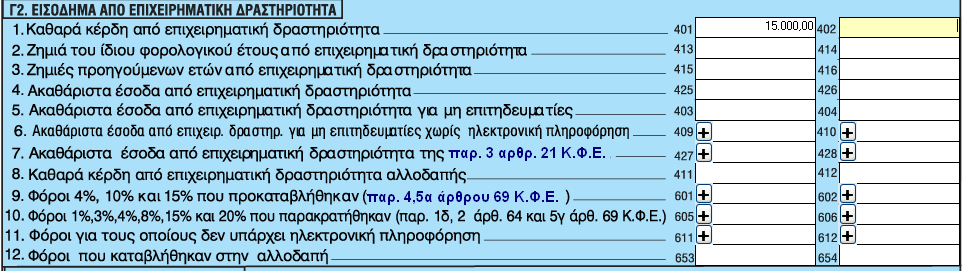 Γ2. ΕΙΣΟΔΗΜΑ ΑΠΟ ΕΠΙΧΕΙΡΗΜΑΤΙΚΗ ΔΡΑΣΤΗΡΙΟΤΗΤΑ
1. Καθαρά κέρδη από επιχειρηματική δραστηριότητα 401 15.000,00 402
2. Ζημιά του ίδιου φορολογικού έτους από επιχειρηματική δραστηριότητα 413 414
3. Ζημιές προηγούμενων ετών από επιχειρηματική δραστηριότητα 415 416
4. Ακαθάριστα έσοδα από επιχειρηματική δραστηριότητα 425 426
5. Ακαθάριστα έσοδα από επιχειρηματική δραστηριότητα για μη επιτηδευματίες 403 404
6. Ακαθάριστα έσοδα από επιχειρ. δραστηρ. για μη επιτηδευματίες χωρίς ηλεκτρονική πληροφόρηση 409 + 410 +
7. Ακαθάριστα έσοδα από επιχειρηματική δραστηριότητα της παρ. 3 αρθρ. 21 Κ.Φ.Ε. 427 + 428 +
8. Καθαρά κέρδη από επιχειρηματική δραστηριότητα αλλοδαπής 411 412
9. Φόροι 4%, 10% και 15% που προκαταβλήθηκαν (παρ. 4,5α άρθρου 69 Κ.Φ.Ε. ) 601 + 602 +
10. Φόροι 1%,3%,4%,8%,15% και 20% που παρακρατήθηκαν (παρ. 1δ, 2 άρθ. 64 και 5γ άρθ. 69 Κ.Φ.Ε.) 605 + 606 +
11. Φόροι για τους οποίους δεν υπάρχει ηλεκτρονική πληροφόρηση 611 + 612 +
12. Φόροι που καταβλήθηκαν στην αλλοδαπή 653 654